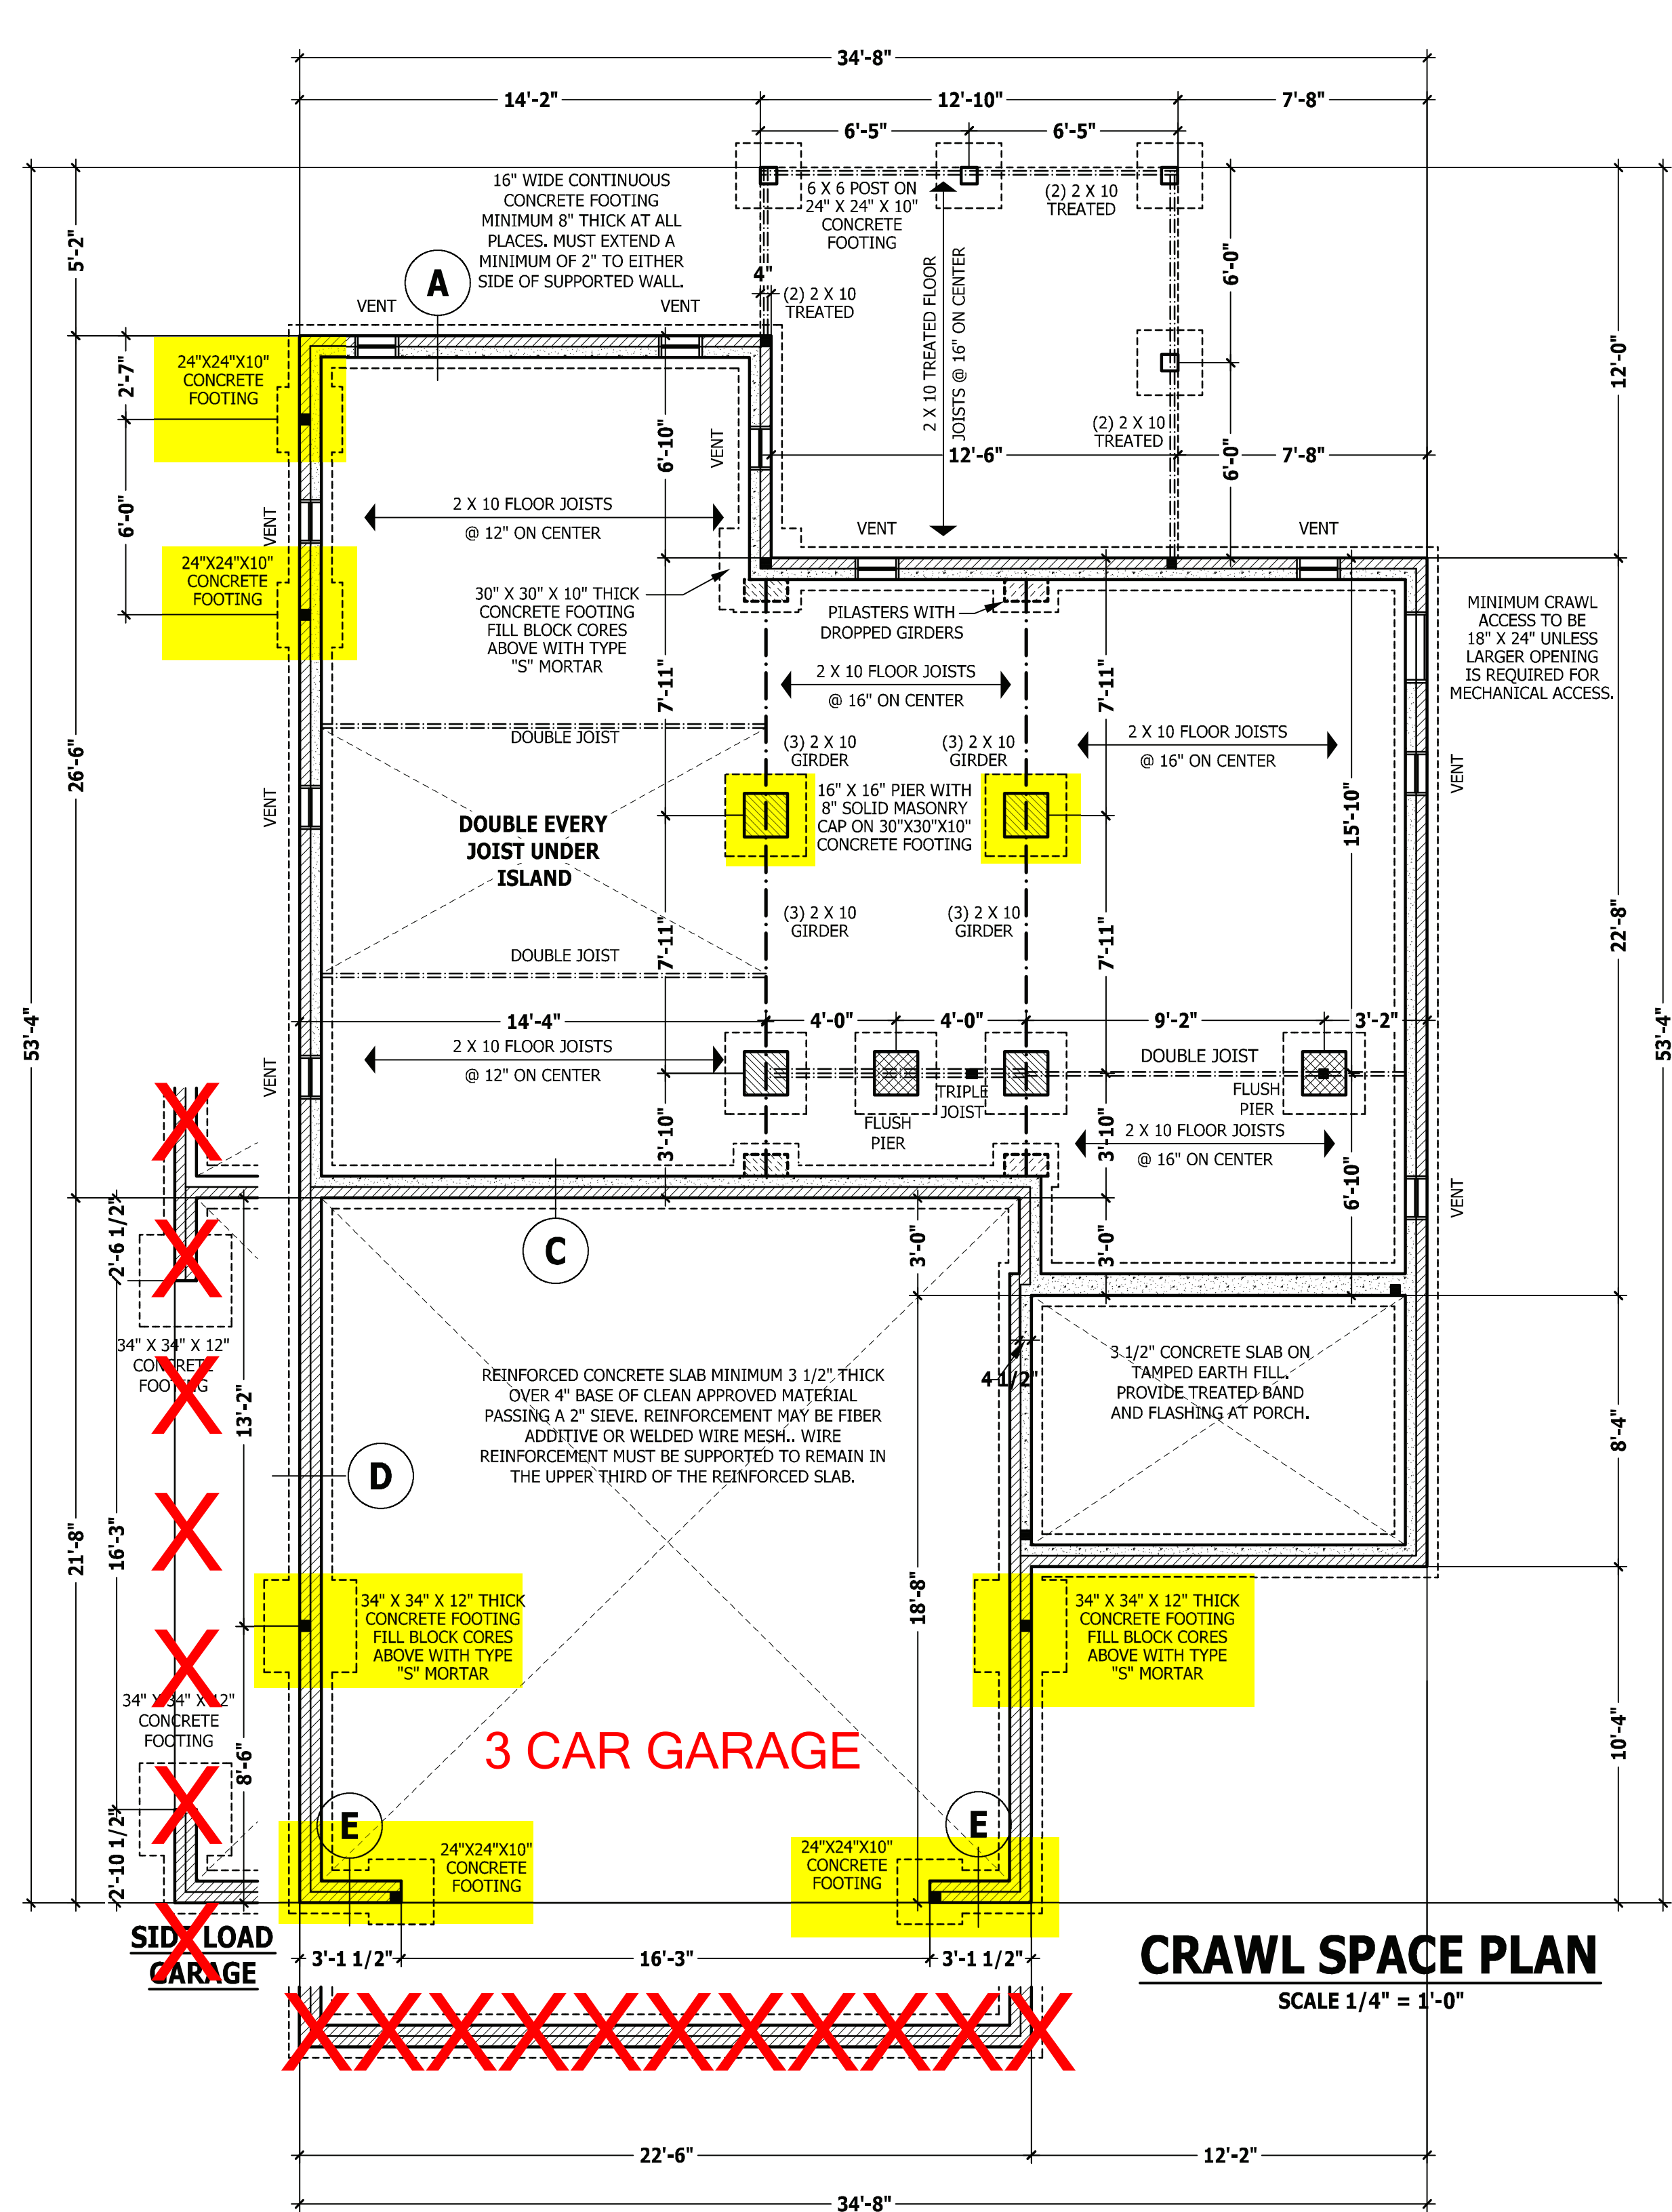 34'-8"
14'-2"
12'-10"
7'-8"
6'-5"
6'-5"
16" WIDE CONTINUOUS
CONCRETE FOOTING
MINIMUM 8" THICK AT ALL
PLACES. MUST EXTEND A
MINIMUM OF 2" TO EITHER
SIDE OF SUPPORTED WALL.
6 X 6 POST ON
24" X 24" X 10"
CONCRETE
FOOTING
(2) 2 X 10
TREATED
5'-2"
A
VENT
VENT
4"
(2) 2 X 10
TREATED
2 X 10 TREATED FLOOR
JOISTS @ 16" ON CENTER
6'-0"
12'-0"
24"X24"X10"
CONCRETE
FOOTING
2'-7"
6'-10"
VENT
(2) 2 X 10
TREATED
12'-6"
6'-0"
7'-8"
6'-0"
VENT
2 X 10 FLOOR JOISTS
@ 12" ON CENTER
VENT
VENT
24"X24"X10"
CONCRETE
FOOTING
30" X 30" X 10" THICK
CONCRETE FOOTING
FILL BLOCK CORES
ABOVE WITH TYPE
"S" MORTAR
PILASTERS WITH
DROPPED GIRDERS
MINIMUM CRAWL
ACCESS TO BE
18" X 24" UNLESS
LARGER OPENING
IS REQUIRED FOR
MECHANICAL ACCESS.
7'-11"
2 X 10 FLOOR JOISTS
@ 16" ON CENTER
7'-11"
26'-6"
DOUBLE JOIST
(3) 2 X 10
GIRDER
(3) 2 X 10
GIRDER
2 X 10 FLOOR JOISTS
@ 16" ON CENTER
VENT
VENT
DOUBLE EVERY
JOIST UNDER
ISLAND
16" X 16" PIER WITH
8" SOLID MASONRY
CAP ON 30"X30"X10"
CONCRETE FOOTING
15'-10"
22'-8"
(3) 2 X 10
GIRDER
(3) 2 X 10
GIRDER
DOUBLE JOIST
7'-11"
7'-11"
53'-4"
53'-4"
14'-4"
4'-0"
4'-0"
9'-2"
3'-2"
VENT
2 X 10 FLOOR JOISTS
@ 12" ON CENTER
DOUBLE JOIST
TRIPLE
JOIST
FLUSH
PIER
FLUSH
PIER
3'-10"
3'-10"
2 X 10 FLOOR JOISTS
@ 16" ON CENTER
6'-10"
VENT
2'-6 1/2"
C
3'-0"
3'-0"
34" X 34" X 12"
CONCRETE
FOOTING
13'-2"
REINFORCED CONCRETE SLAB MINIMUM 3 1/2" THICK
OVER 4" BASE OF CLEAN APPROVED MATERIAL
PASSING A 2" SIEVE. REINFORCEMENT MAY BE FIBER
ADDITIVE OR WELDED WIRE MESH.. WIRE
REINFORCEMENT MUST BE SUPPORTED TO REMAIN IN
THE UPPER THIRD OF THE REINFORCED SLAB.
4 1/2"
3 1/2" CONCRETE SLAB ON
TAMPED EARTH FILL.
PROVIDE TREATED BAND
AND FLASHING AT PORCH.
8'-4"
D
21'-8"
16'-3"
34" X 34" X 12" THICK
CONCRETE FOOTING
FILL BLOCK CORES
ABOVE WITH TYPE
"S" MORTAR
18'-8"
34" X 34" X 12" THICK
CONCRETE FOOTING
FILL BLOCK CORES
ABOVE WITH TYPE
"S" MORTAR
34" X 34" X 12"
CONCRETE
FOOTING
8'-6"
3 CAR GARAGE
10'-4"
E
E
24"X24"X10"
CONCRETE
FOOTING
24"X24"X10"
CONCRETE
FOOTING
2'-10 1/2"
SIDE LOAD
GARAGE
3'-1 1/2"
16'-3"
3'-1 1/2"
CRAWL SPACE PLAN
SCALE 1/4" = 1'-0"
22'-6"
12'-2"
34'-8"